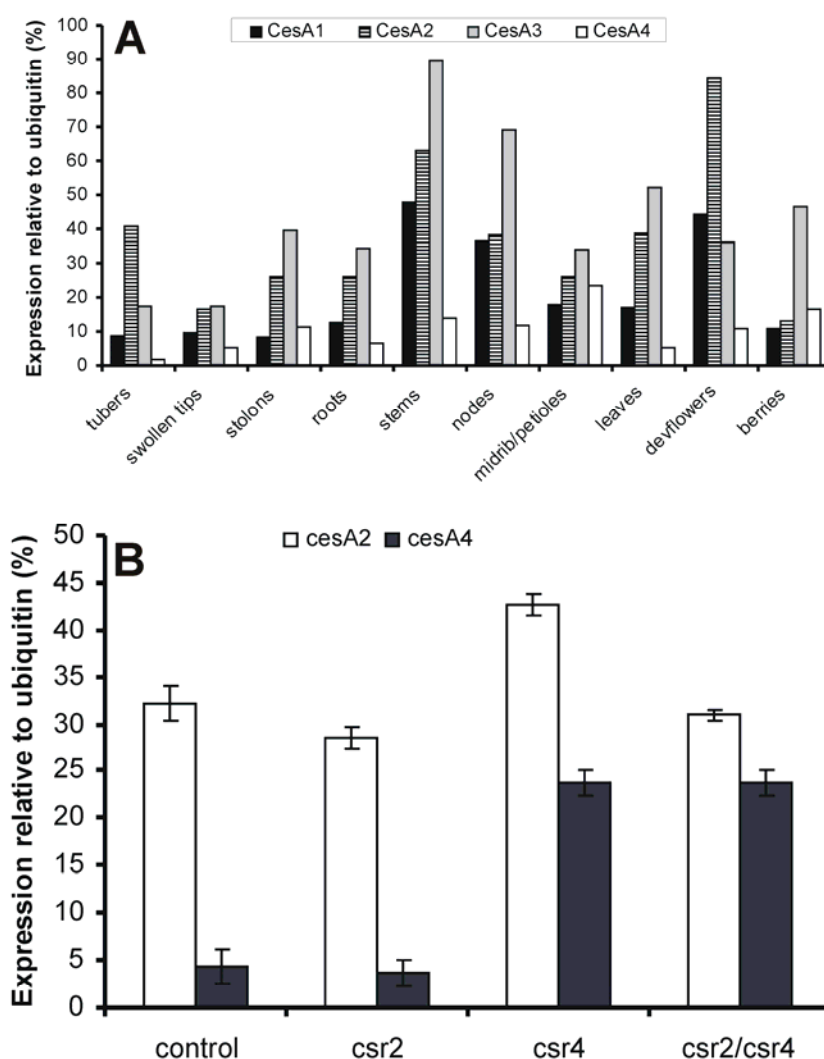 A
CesA1 CesA2 CesA3 CesA4
Expression relative to ubiquitin (%)
100
90
80
70
60
50
40
30
20
10
0
tubers
swollen tips
stolons
roots
stems
nodes
midrib/petioles
leaves
devflowers
berries
B
cesA2 cesA4
Expression relative to ubiquitin (%)
50
45
40
35
30
25
20
15
10
5
0
control csr2 csr4 csr2/csr4